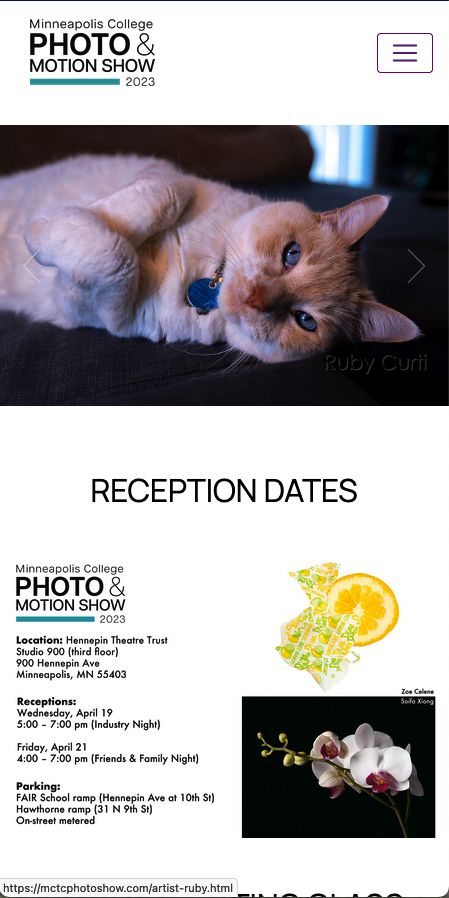 Minneapolis College
PHOTO &
MOTION SHOW
2023
Ruby Curti
RECEPTION DATES
Minneapolis College
PHOTO &
MOTION SHOW
2023
Location: Hennepin Theatre Trust
Studio 900 (third floor)
900 Hennepin Ave
Minneapolis, MN 55403
Receptions:
Wednesday, April 19
5:00 – 7:00 pm (Industry Night)
Friday, April 21
4:00 – 7:00 pm (Friends & Family Night)
Parking:
FAIR School ramp (Hennepin Ave at 10th St)
Hawthorne ramp (31 N 9th St)
On-street metered
Zoe Celene
Soifa Xiong
https://mctcphotoshow.com/artist-ruby.html